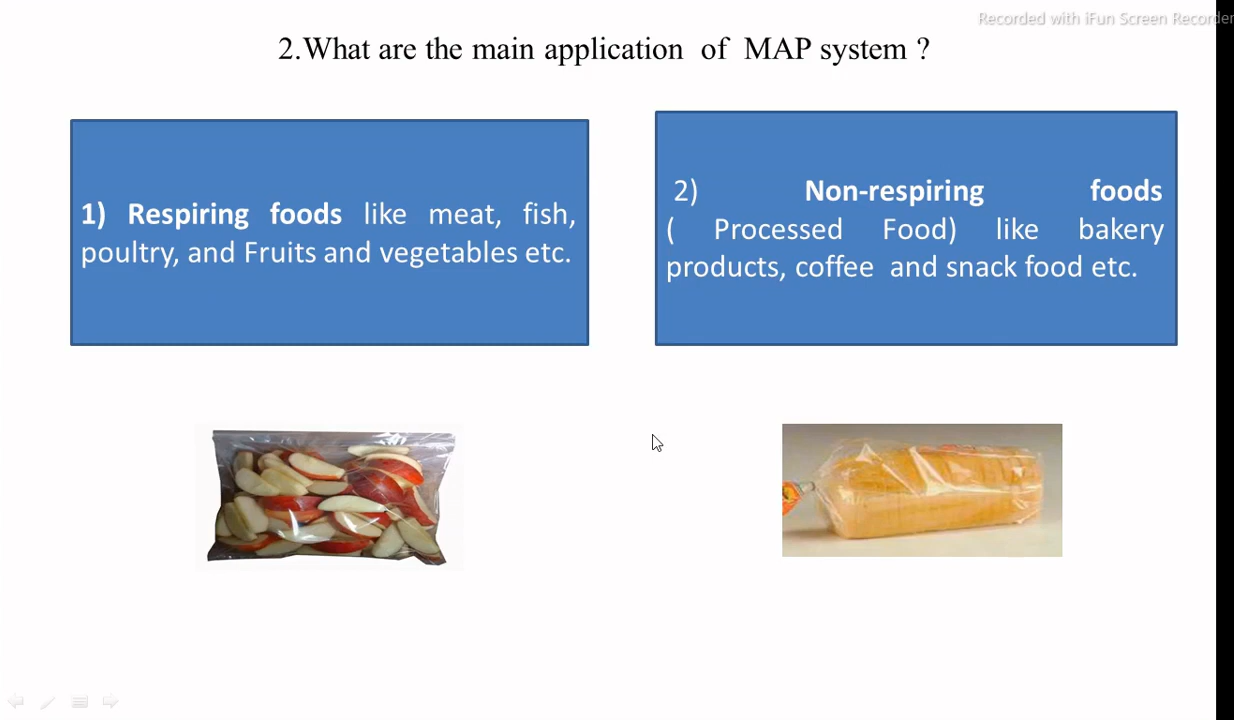 Recorded with iFun Screen Recorder
2.What are the main application of MAP system ?
1) Respiring foods like meat, fish,
poultry, and Fruits and vegetables etc.
2) Non-respiring foods
( Processed Food) like bakery
products, coffee and snack food etc.